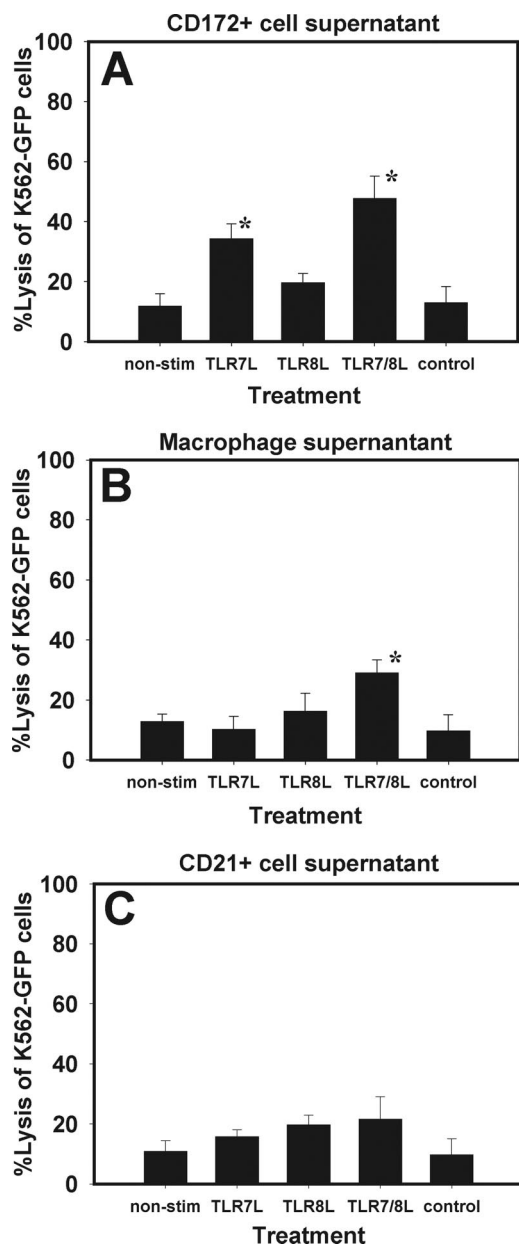 CD172+ cell supernatant
A
%Lysis of K562-GFP cells
100
80
60
40
20
0
*
*
non-stim TLR7L TLR8L TLR7/8L control
Treatment
Macrophage supernantant
B
%Lysis of K562-GFP cells
100
80
60
40
20
0
*
non-stim TLR7L TLR8L TLR7/8L control
Treatment
CD21+ cell supernatant
C
%Lysis of K562-GFP cells
100
80
60
40
20
0
non-stim TLR7L TLR8L TLR7/8L control
Treatment